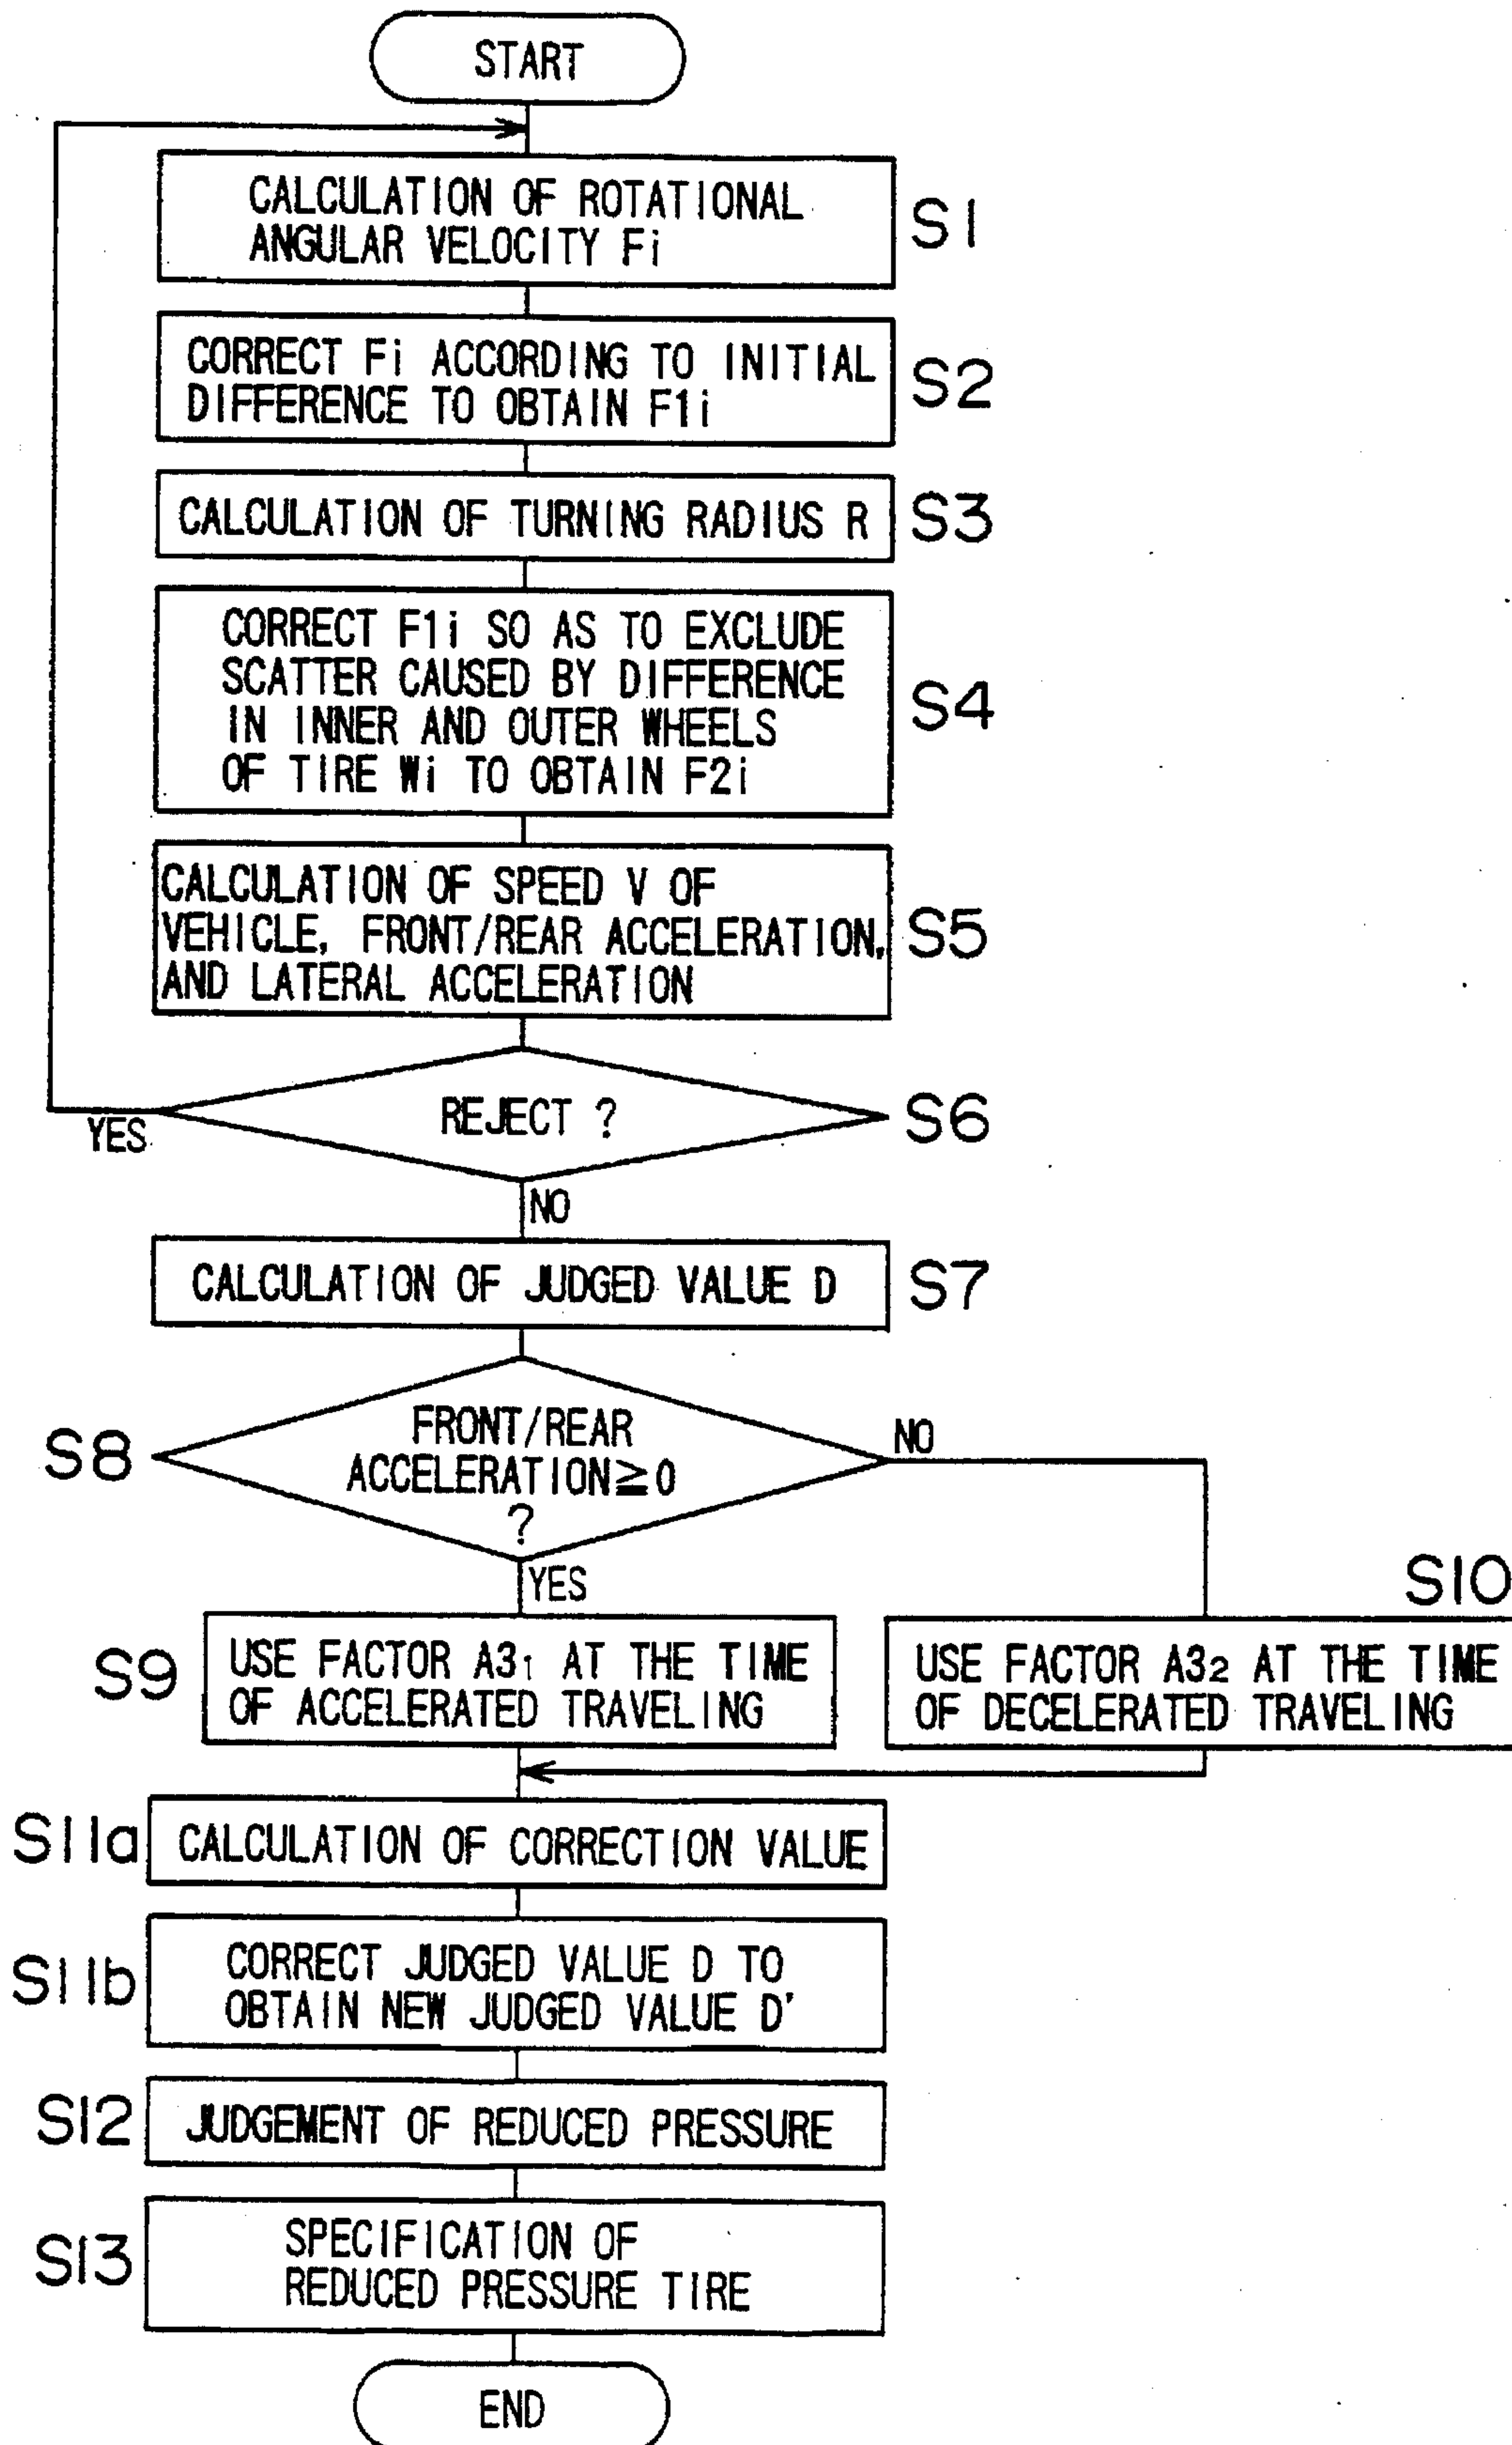 START
CALCULATION OF ROTATIONAL
ANGULAR VELOCITY Fi
S1
CORRECT Fi ACCORDING TO INITIAL
DIFFERENCE TO OBTAIN F1i
S2
CALCULATION OF TURNING RADIUS R
S3
CORRECT F1i SO AS TO EXCLUDE
SCATTER CAUSED BY DIFFERENCE
IN INNER AND OUTER WHEELS
OF TIRE Wi TO OBTAIN F2i
S4
CALCULATION OF SPEED V OF
VEHICLE, FRONT/REAR ACCELERATION,
AND LATERAL ACCELERATION
S5
REJECT ?
S6
YES
NO
CALCULATION OF JUDGED VALUE D
S7
S8
FRONT/REAR
ACCELERATION≧0
?
NO
YES
S9
USE FACTOR A3₁ AT THE TIME
OF ACCELERATED TRAVELING
S10
USE FACTOR A3₂ AT THE TIME
OF DECELERATED TRAVELING
S11a
CALCULATION OF CORRECTION VALUE
S11b
CORRECT JUDGED VALUE D TO
OBTAIN NEW JUDGED VALUE D'
S12
JUDGEMENT OF REDUCED PRESSURE
S13
SPECIFICATION OF
REDUCED PRESSURE TIRE
END